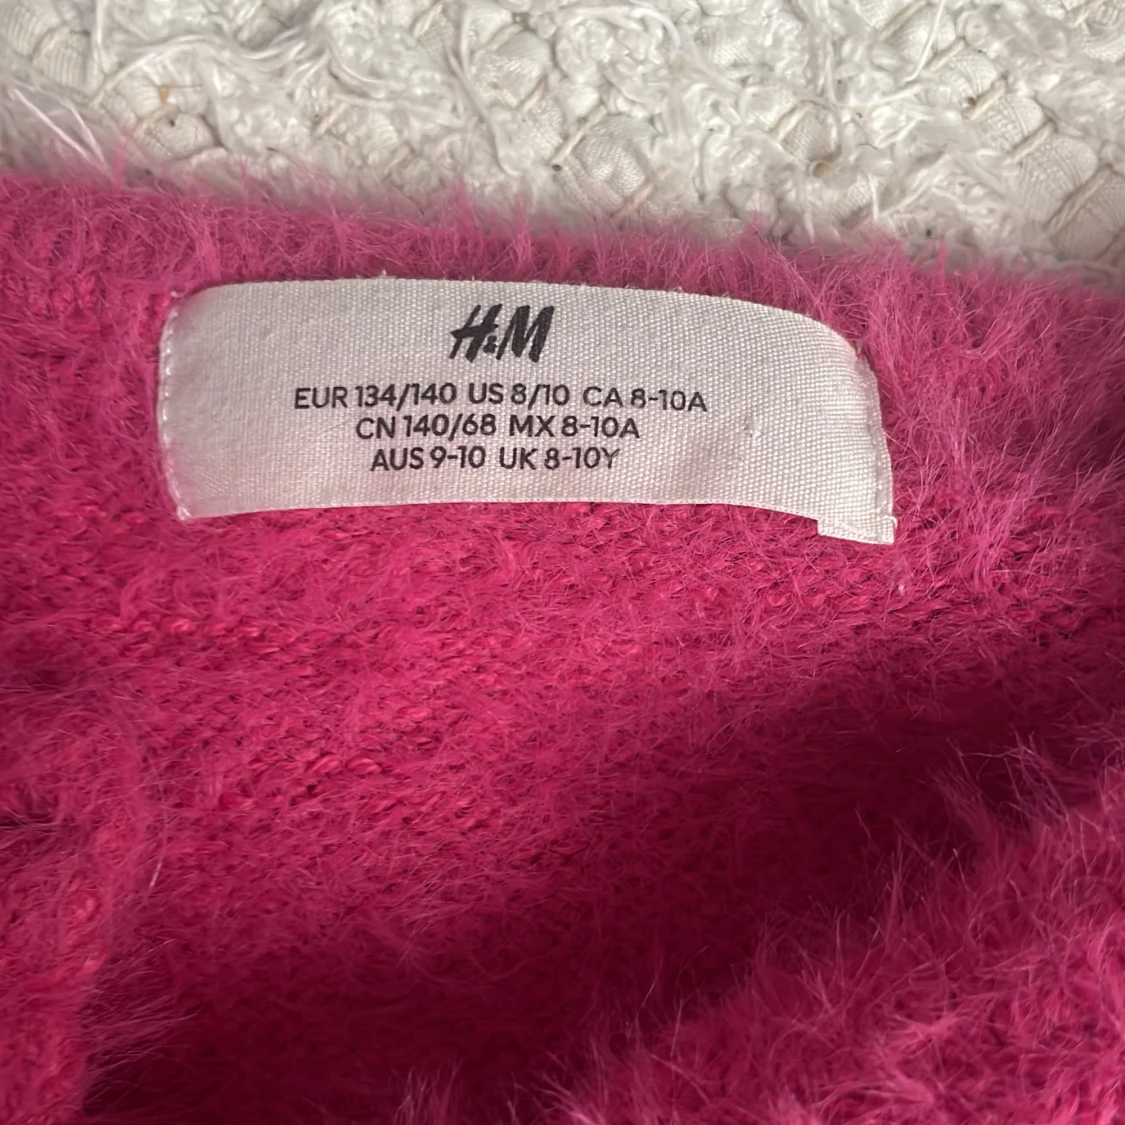 H&M
EUR 134/140 US 8/10 CA 8-10A
CN 140/68 MX 8-10A
AUS 9-10 UK 8-10Y